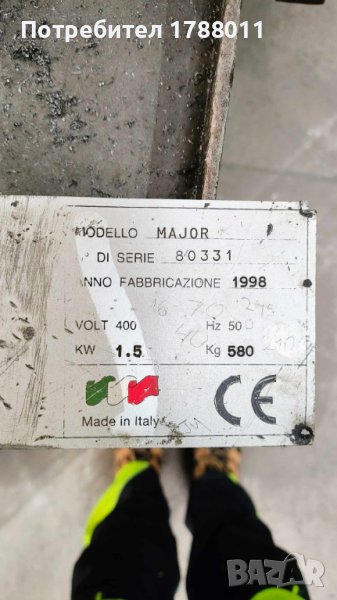 Потребител 1788011
MODELLO MAJOR
° DI SERIE 80331
ANNO FABBRICAZIONE 1998
VOLT 400 Hz 50
KW 1.5 Kg 580
Made in Italy
CE
BAZAR